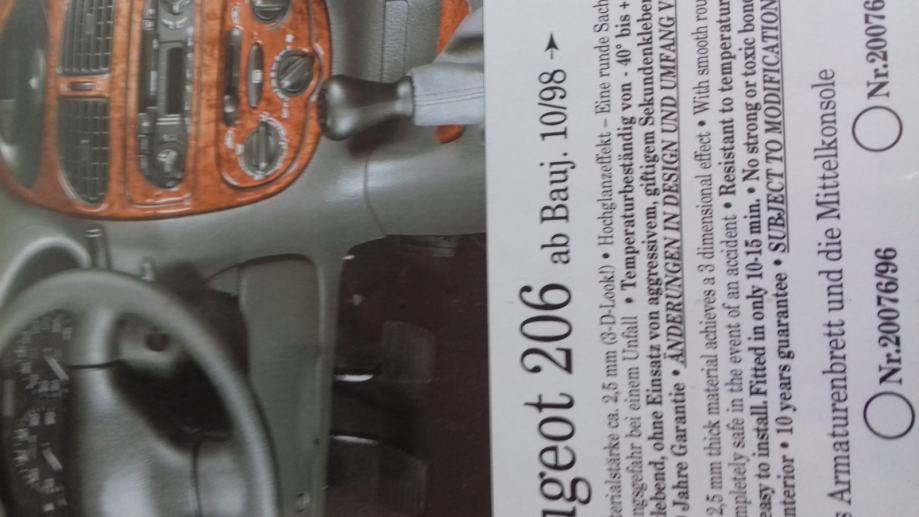 ugeot 206 ab Bauj. 10/98 →
terialstärke ca. 2,5 mm (3-D-Look!) • Hochglanzeffekt – Eine runde Sach
ngsgefahr bei einem Unfall • Temperaturbeständig von - 40° bis +
lebend, ohne Einsatz von aggressivem, giftigem Sekundenkleber
Jahre Garantie • ÄNDERUNGEN IN DESIGN UND UMFANG V
2,5 mm thick material achieves a 3 dimensional effect • With smooth rou
mpletely safe in the event of an accident • Resistant to temperatur
easy to install. Fitted in only 10-15 min. • No strong or toxic bond
nterior • 10 years guarantee • SUBJECT TO MODIFICATION
s Armaturenbrett und die Mittelkonsole
Nr.20076/96
Nr.20076